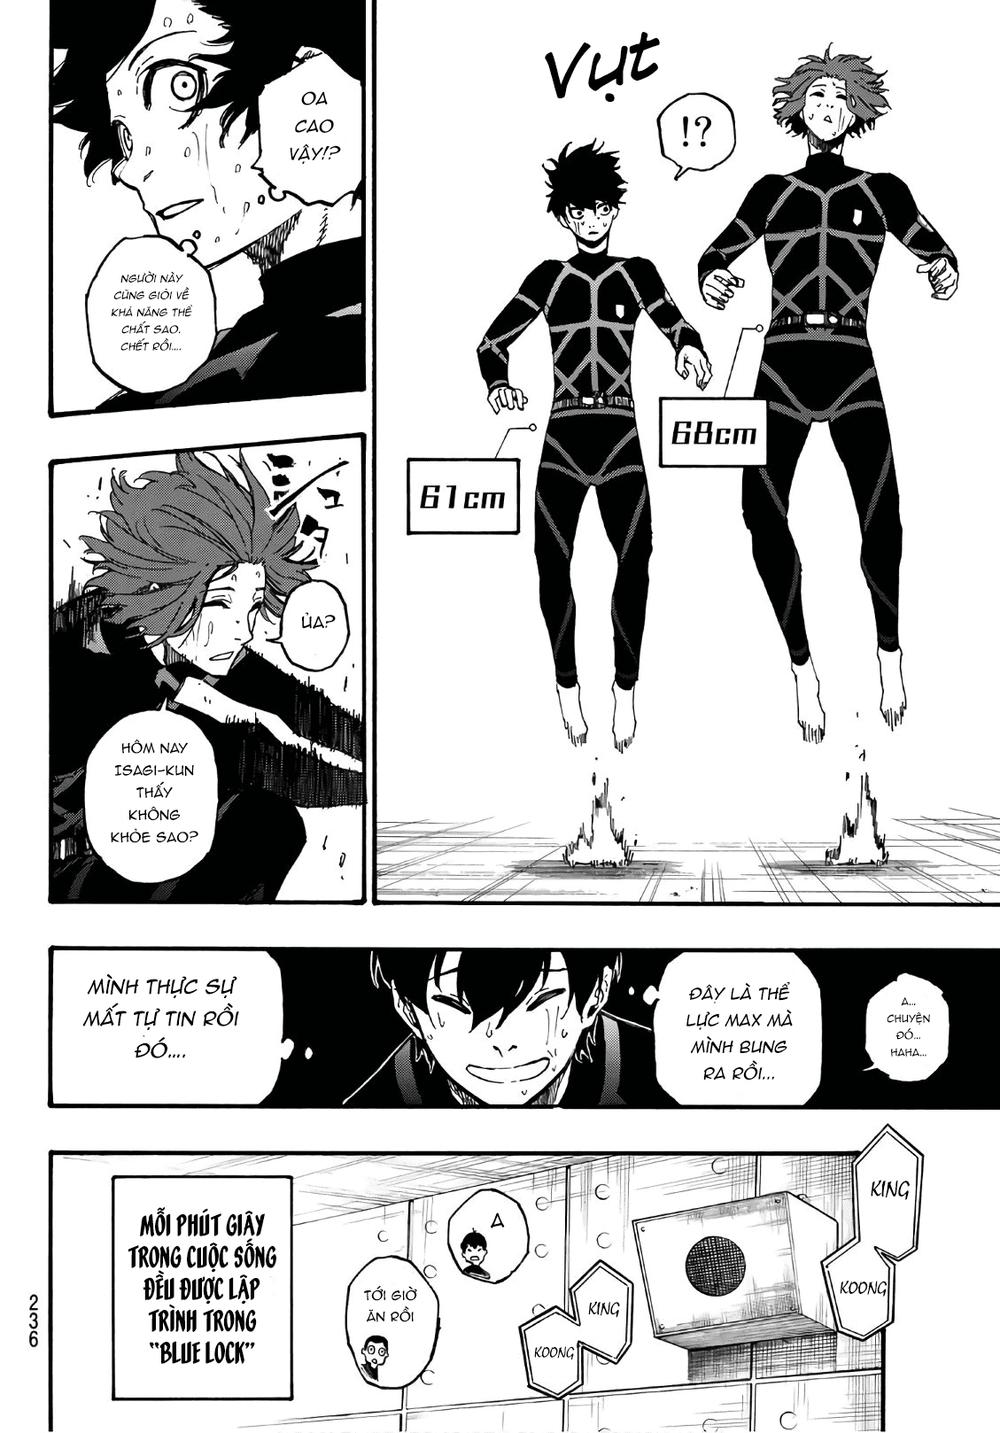 VỤT
!?
68cm
61cm
OA
CAO
VẬY!?
NGƯỜI NÀY
CŨNG GIỎI VỀ
KHẢ NĂNG THỂ
CHẤT SAO.
CHẾT RỒI....
ỦA?
HÔM NAY
ISAGI-KUN
THẤY
KHÔNG
KHỎE SAO?
A...
CHUYỆN
ĐÓ...
HAHA...
ĐÂY LÀ THỂ
LỰC MAX MÀ
MÌNH BUNG
RA RỒI...
MÌNH THỰC SỰ
MẤT TỰ TIN RỒI
ĐÓ....
KING
KOONG
KING
KOONG
A
TỚI GIỜ
ĂN RỒI
MỖI PHÚT GIÂY
TRONG CUỘC SỐNG
ĐỀU ĐƯỢC LẬP
TRÌNH TRONG
"BLUE LOCK"
236